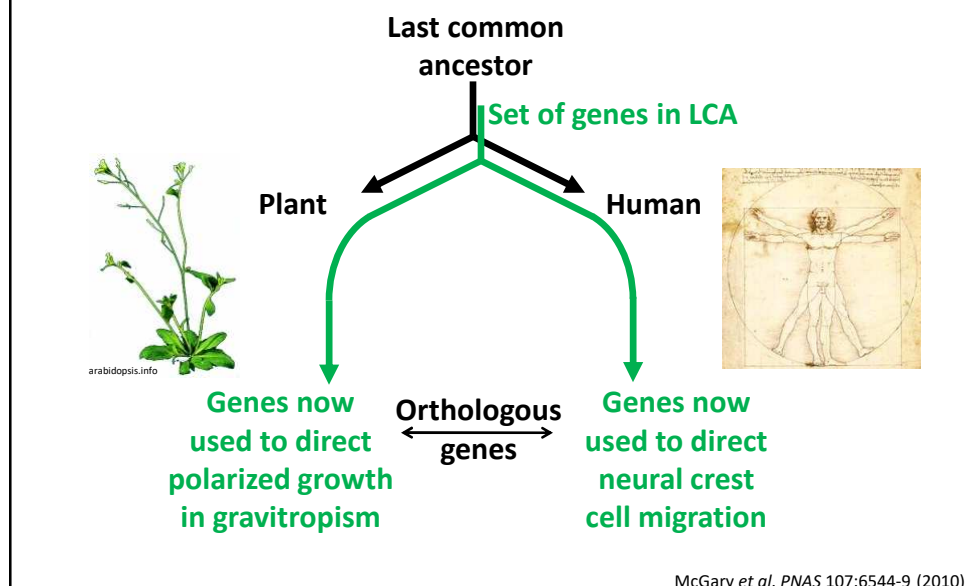 Last common
ancestor
Set of genes in LCA
Plant
Human
arabidopsis.info
Genes now
used to direct
polarized growth
in gravitropism
Orthologous
genes
Genes now
used to direct
neural crest
cell migration
McGary et al. PNAS 107:6544-9 (2010)